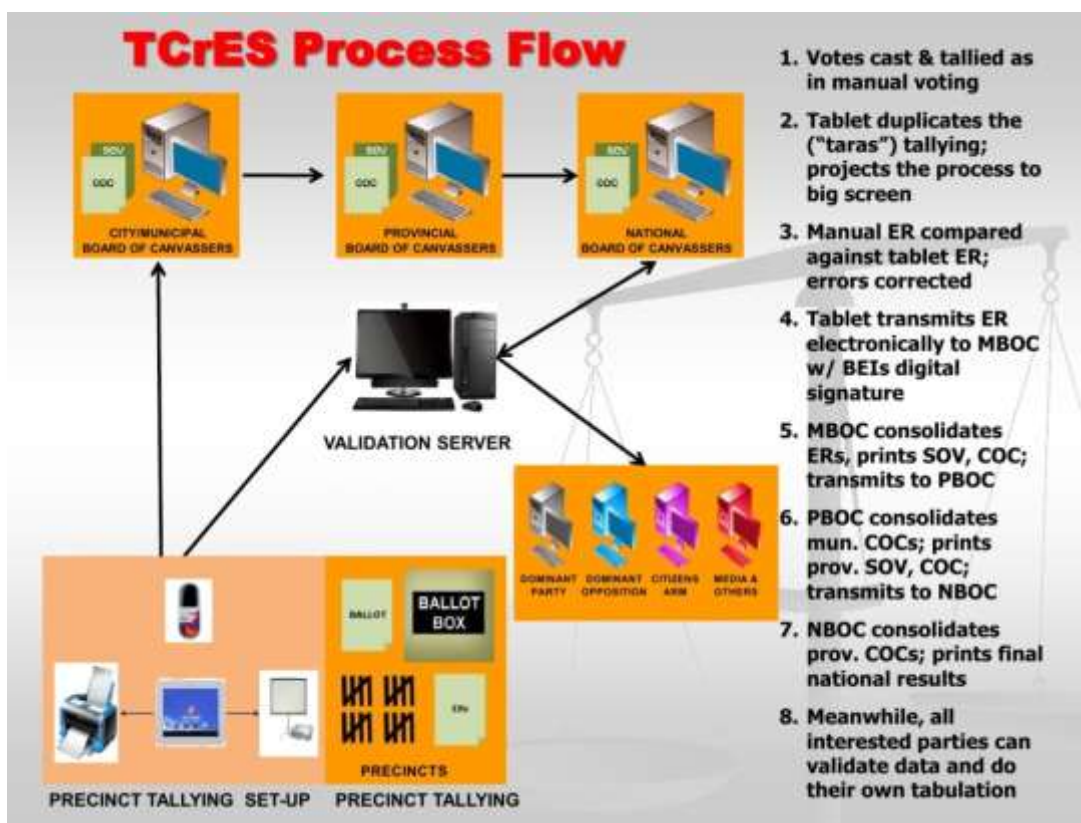 TCrES Process Flow
SOV
COC
CITY/MUNICIPAL
BOARD OF CANVASSERS
SOV
COC
PROVINCIAL
BOARD OF CANVASSERS
SOV
COC
NATIONAL
BOARD OF CANVASSERS
VALIDATION SERVER
DOMINANT
PARTY
DOMINANT
OPPOSITION
CITIZENS
ARM
MEDIA &
OTHERS
BALLOT
BALLOT
BOX
ERs
PRECINCTS
PRECINCT TALLYING SET-UP
PRECINCT TALLYING
1. Votes cast & tallied as
in manual voting
2. Tablet duplicates the
("taras") tallying;
projects the process to
big screen
3. Manual ER compared
against tablet ER;
errors corrected
4. Tablet transmits ER
electronically to MBOC
w/ BEIs digital
signature
5. MBOC consolidates
ERs, prints SOV, COC;
transmits to PBOC
6. PBOC consolidates
mun. COCs; prints
prov. SOV, COC;
transmits to NBOC
7. NBOC consolidates
prov. COCs; prints final
national results
8. Meanwhile, all
interested parties can
validate data and do
their own tabulation